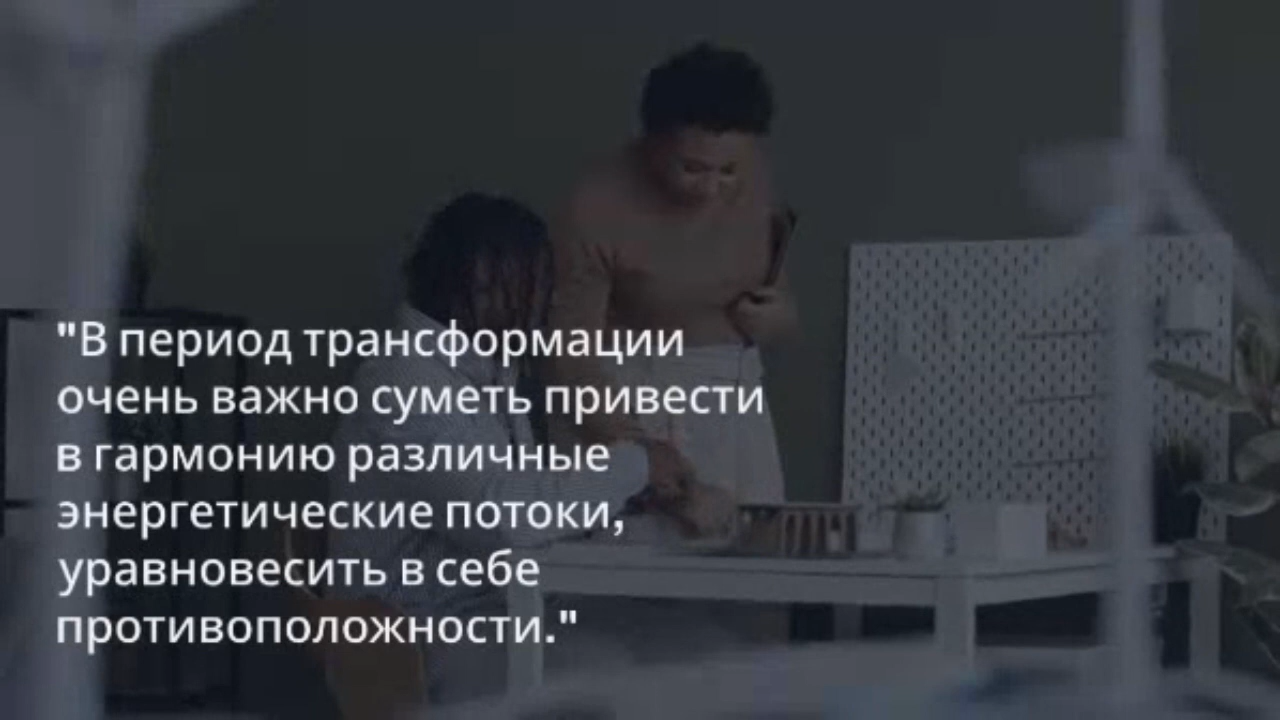 "В период трансформации
очень важно суметь привести
в гармонию различные
энергетические потоки,
уравновесить в себе
противоположности."